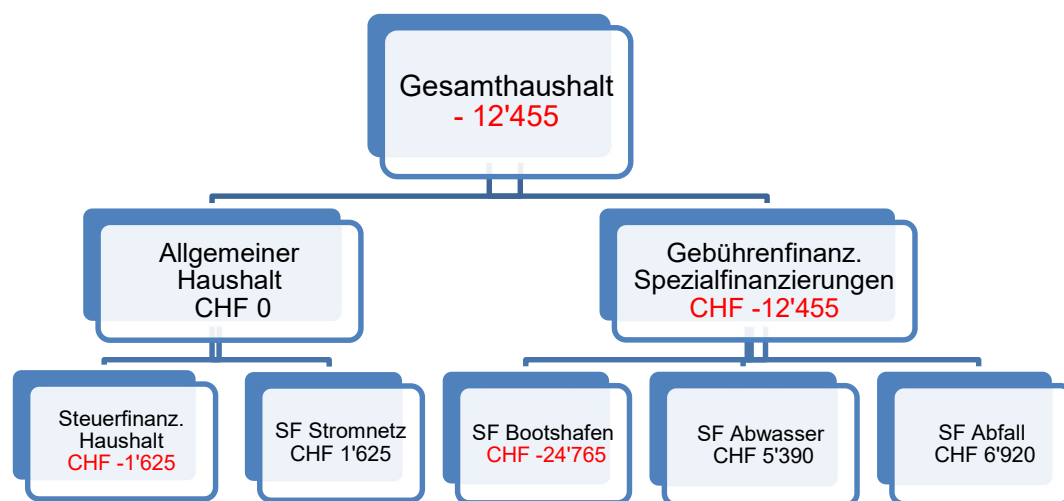 Gesamthaushalt
- 12'455
Allgemeiner
Haushalt
CHF 0
Gebührenfinanz.
Spezialfinanzierungen
CHF -12'455
Steuerfinanz.
Haushalt
CHF -1'625
SF Stromnetz
CHF 1'625
SF Bootshafen
CHF -24'765
SF Abwasser
CHF 5'390
SF Abfall
CHF 6'920